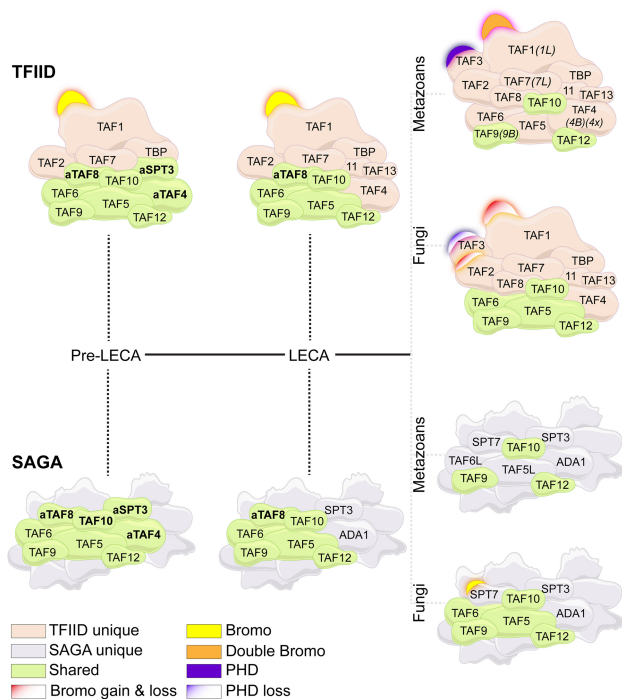 TFIID
TAF1
TAF2
TAF7
TBP
aTAF8
TAF10
aSPT3
TAF6
TAF5
aTAF4
TAF9
TAF12
TAF1
TAF2
TAF7
TBP
aTAF8
TAF10
11
TAF13
TAF6
TAF5
TAF4
TAF9
TAF12
Metazoans
TAF1(1L)
TAF3
TAF2
TAF7(7L)
TBP
TAF8
TAF10
11
TAF13
TAF6
TAF5
TAF4
(4B)(4x)
TAF9(9B)
TAF12
Fungi
TAF1
TAF3
TAF2
TAF7
TBP
TAF8
TAF10
11
TAF13
TAF6
TAF5
TAF4
TAF9
TAF12
Pre-LECA
LECA
SAGA
aTAF8
TAF10
aSPT3
TAF6
TAF5
aTAF4
TAF9
TAF12
aTAF8
TAF10
SPT3
TAF6
TAF5
ADA1
TAF9
TAF12
Metazoans
SPT7
TAF10
SPT3
TAF6L
TAF5L
ADA1
TAF9
TAF12
Fungi
SPT7
TAF10
SPT3
TAF6
TAF5
ADA1
TAF9
TAF12
TFIID unique
SAGA unique
Shared
Bromo gain & loss
Bromo
Double Bromo
PHD
PHD loss